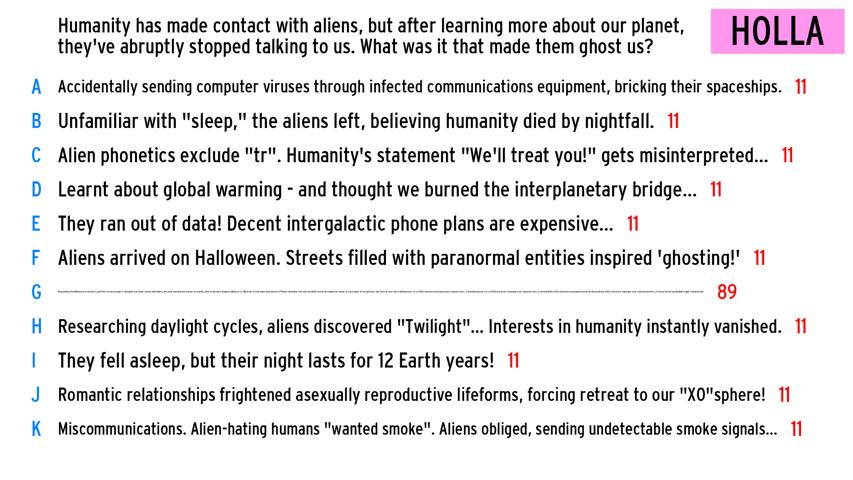 Humanity has made contact with aliens, but after learning more about our planet,
they've abruptly stopped talking to us. What was it that made them ghost us?
HOLLA
A Accidentally sending computer viruses through infected communications equipment, bricking their spaceships. 11
B Unfamiliar with "sleep," the aliens left, believing humanity died by nightfall. 11
C Alien phonetics exclude "tr". Humanity's statement "We'll treat you!" gets misinterpreted... 11
D Learnt about global warming - and thought we burned the interplanetary bridge... 11
E They ran out of data! Decent intergalactic phone plans are expensive... 11
F Aliens arrived on Halloween. Streets filled with paranormal entities inspired 'ghosting!' 11
G 89
H Researching daylight cycles, aliens discovered "Twilight"... Interests in humanity instantly vanished. 11
I They fell asleep, but their night lasts for 12 Earth years! 11
J Romantic relationships frightened asexually reproductive lifeforms, forcing retreat to our "XO"sphere! 11
K Miscommunications. Alien-hating humans "wanted smoke". Aliens obliged, sending undetectable smoke signals... 11